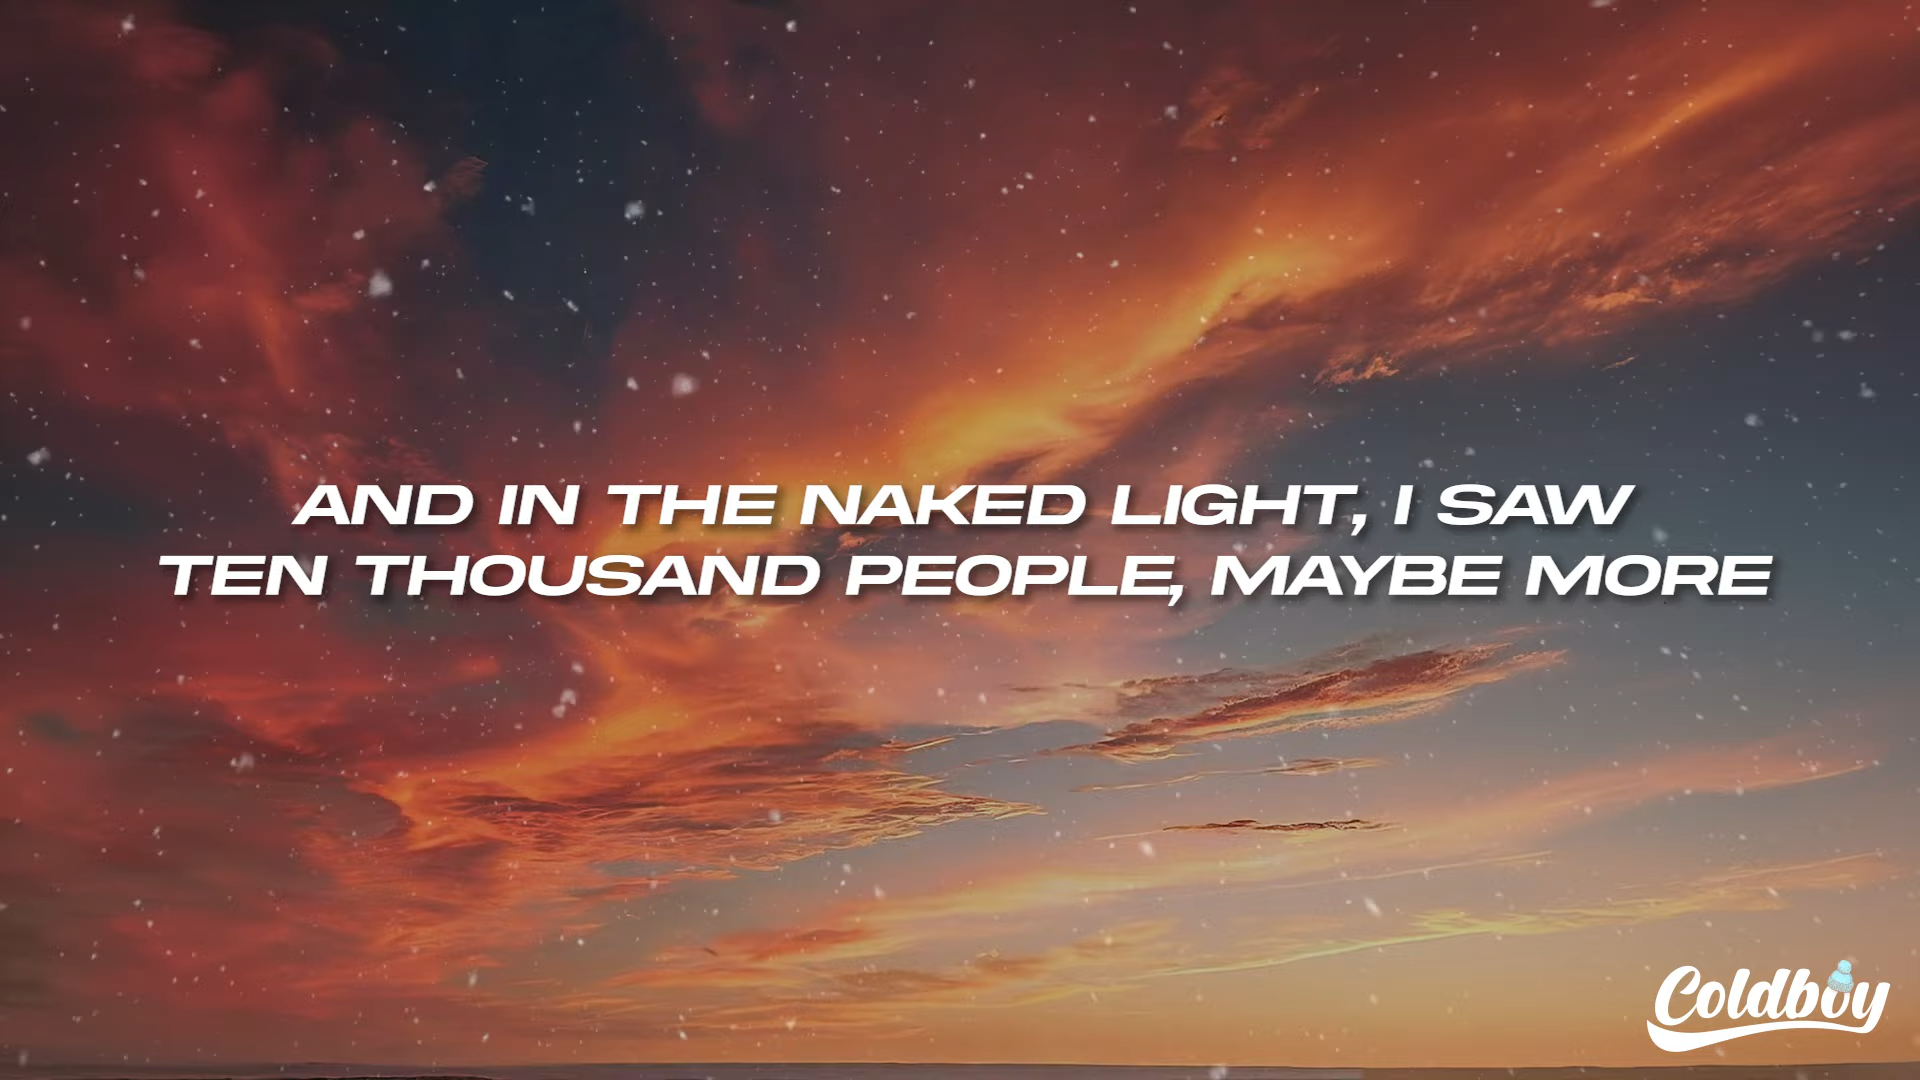 AND IN THE NAKED LIGHT, I SAW
TEN THOUSAND PEOPLE, MAYBE MORE
Coldboy